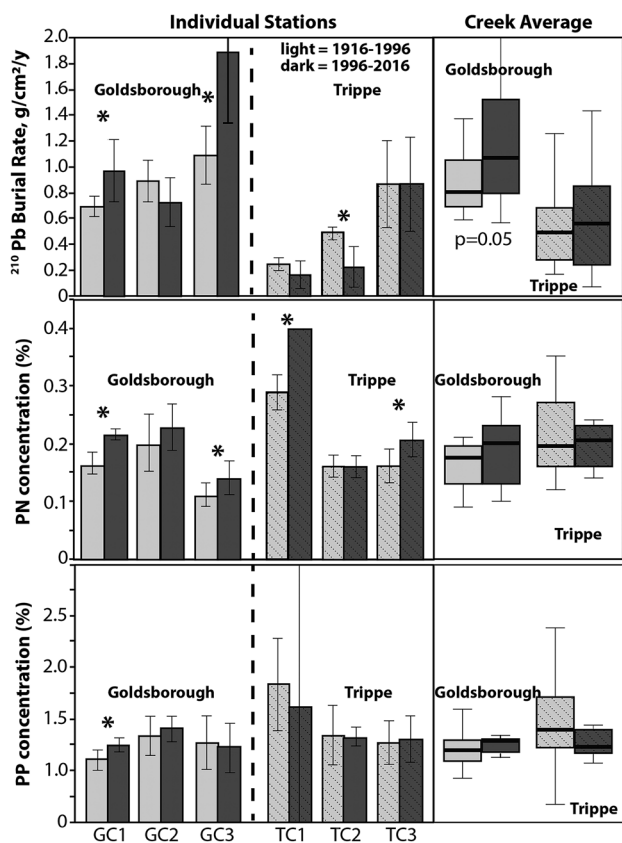 Individual Stations
Creek Average
²¹⁰ Pb Burial Rate, g/cm²/y
2.0
1.8
1.6
1.4
1.2
1.0
0.8
0.6
0.4
0.2
0
Goldsborough
*
*
light = 1916-1996
dark = 1996-2016
Trippe
*
Goldsborough
p=0.05
Trippe
PN concentration (%)
0.4
0.3
0.2
0.1
0
Goldsborough
*
*
*
Trippe
*
Goldsborough
Trippe
PP concentration (%)
2.5
2.0
1.5
1.0
0
Goldsborough
*
Trippe
Goldsborough
Trippe
GC1 GC2 GC3 TC1 TC2 TC3